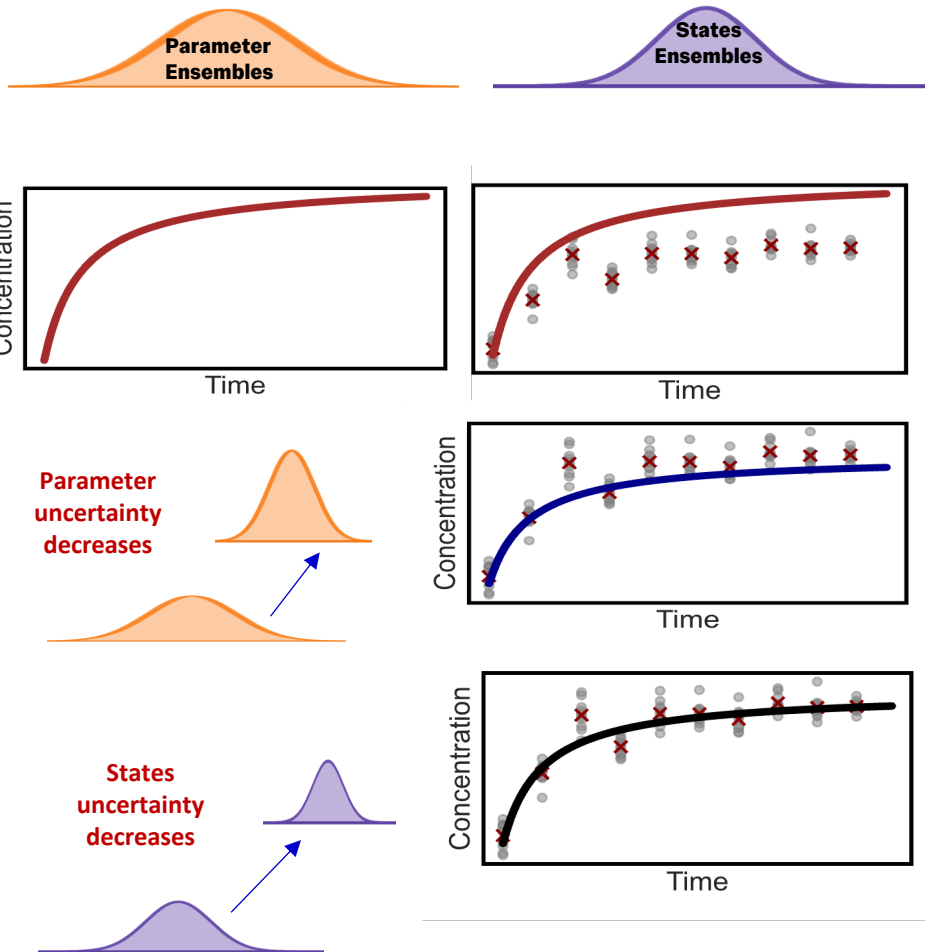 Parameter
Ensembles
States
Ensembles
Concentration
Time
Time
Parameter
uncertainty
decreases
Concentration
Time
States
uncertainty
decreases
Concentration
Time